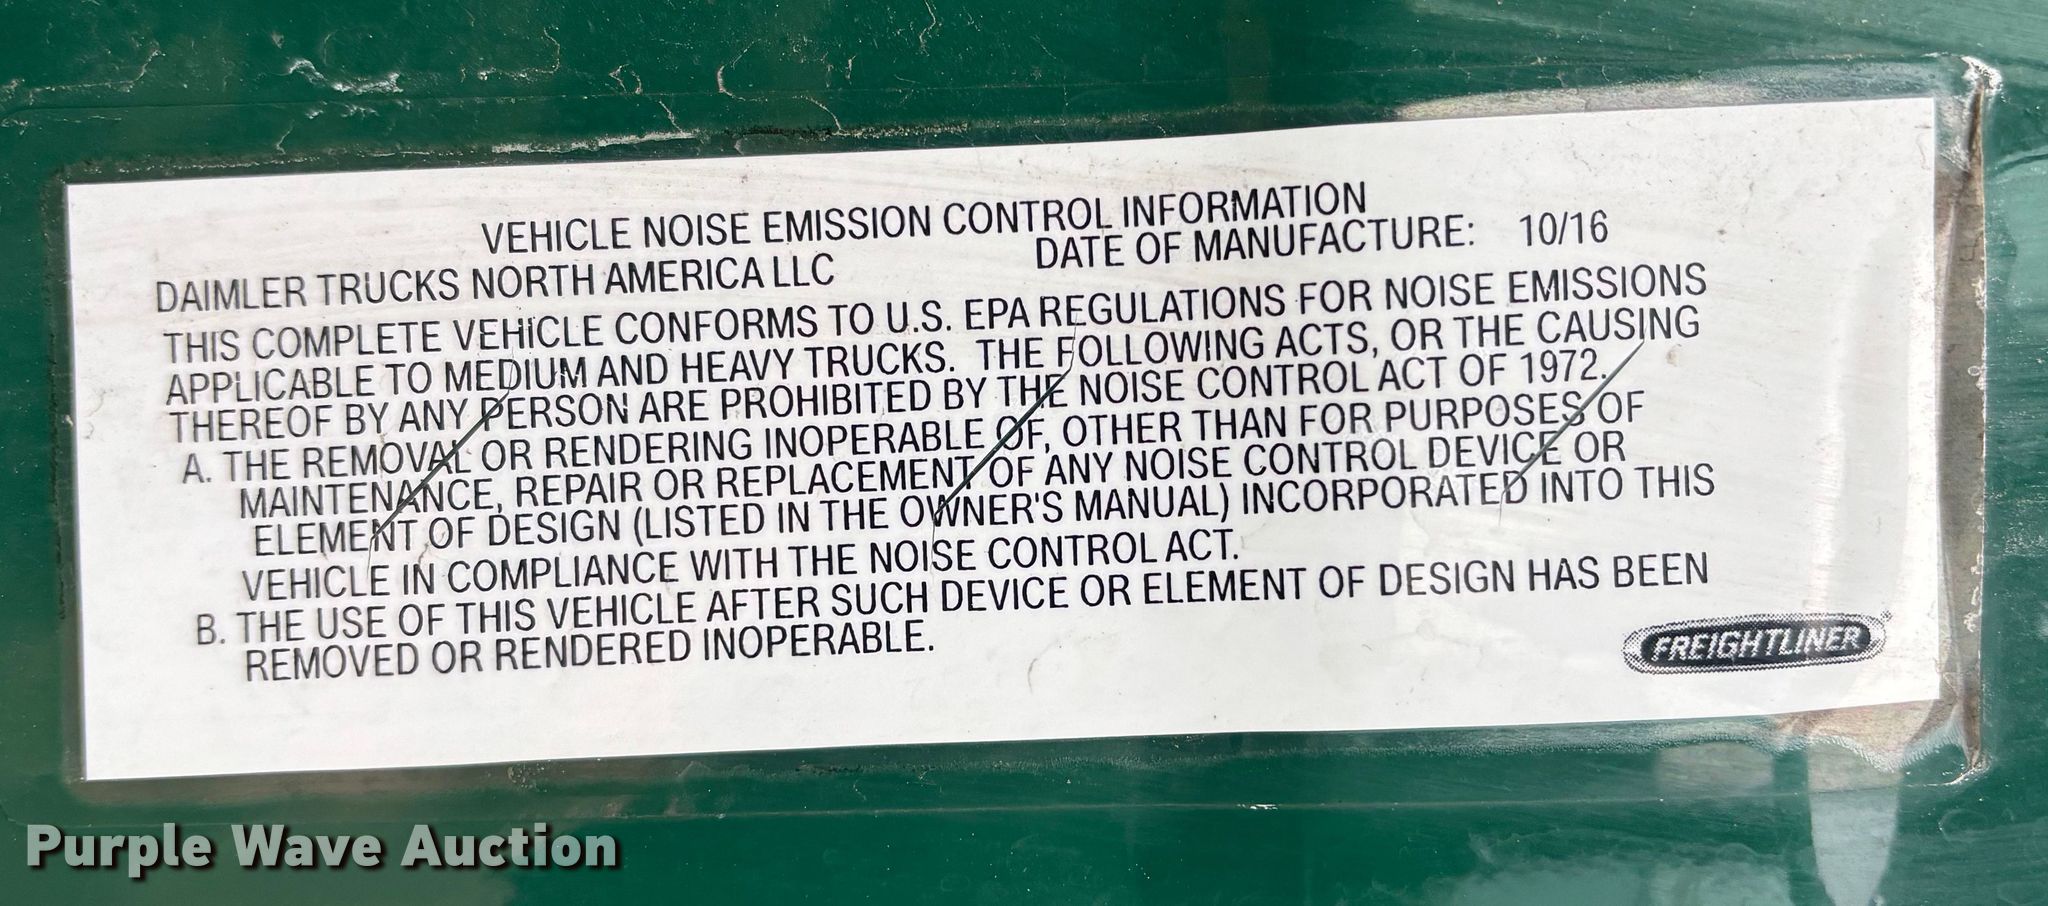 VEHICLE NOISE EMISSION CONTROL INFORMATION
DAIMLER TRUCKS NORTH AMERICA LLC DATE OF MANUFACTURE: 10/16
THIS COMPLETE VEHICLE CONFORMS TO U.S. EPA REGULATIONS FOR NOISE EMISSIONS
APPLICABLE TO MEDIUM AND HEAVY TRUCKS. THE FOLLOWING ACTS, OR THE CAUSING
THEREOF BY ANY PERSON ARE PROHIBITED BY THE NOISE CONTROL ACT OF 1972.
A. THE REMOVAL OR RENDERING INOPERABLE OF, OTHER THAN FOR PURPOSES OF
MAINTENANCE, REPAIR OR REPLACEMENT OF ANY NOISE CONTROL DEVICE OR
ELEMENT OF DESIGN (LISTED IN THE OWNER'S MANUAL) INCORPORATED INTO THIS
VEHICLE IN COMPLIANCE WITH THE NOISE CONTROL ACT.
B. THE USE OF THIS VEHICLE AFTER SUCH DEVICE OR ELEMENT OF DESIGN HAS BEEN
REMOVED OR RENDERED INOPERABLE.
FREIGHTLINER
Purple Wave Auction